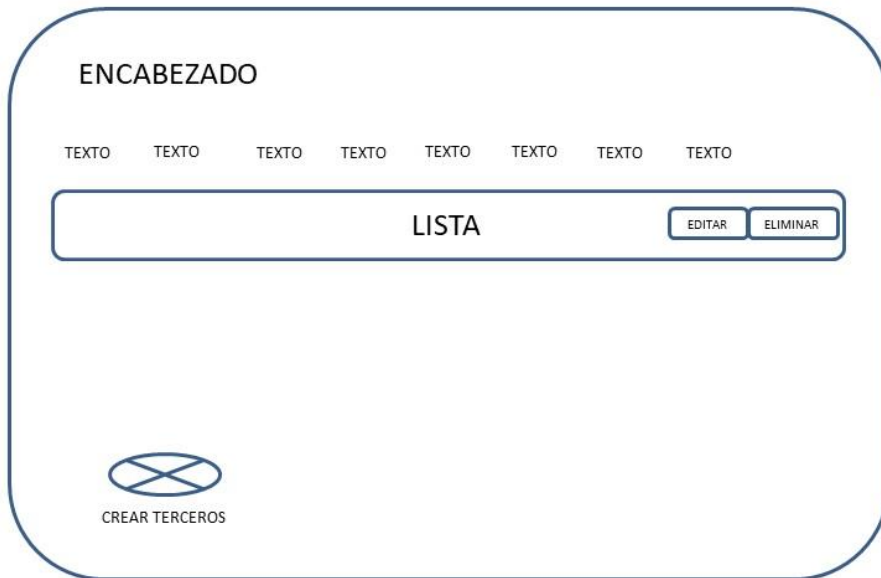 ENCABEZADO
TEXTO TEXTO TEXTO TEXTO TEXTO TEXTO TEXTO TEXTO
LISTA EDITAR ELIMINAR
CREAR TERCEROS